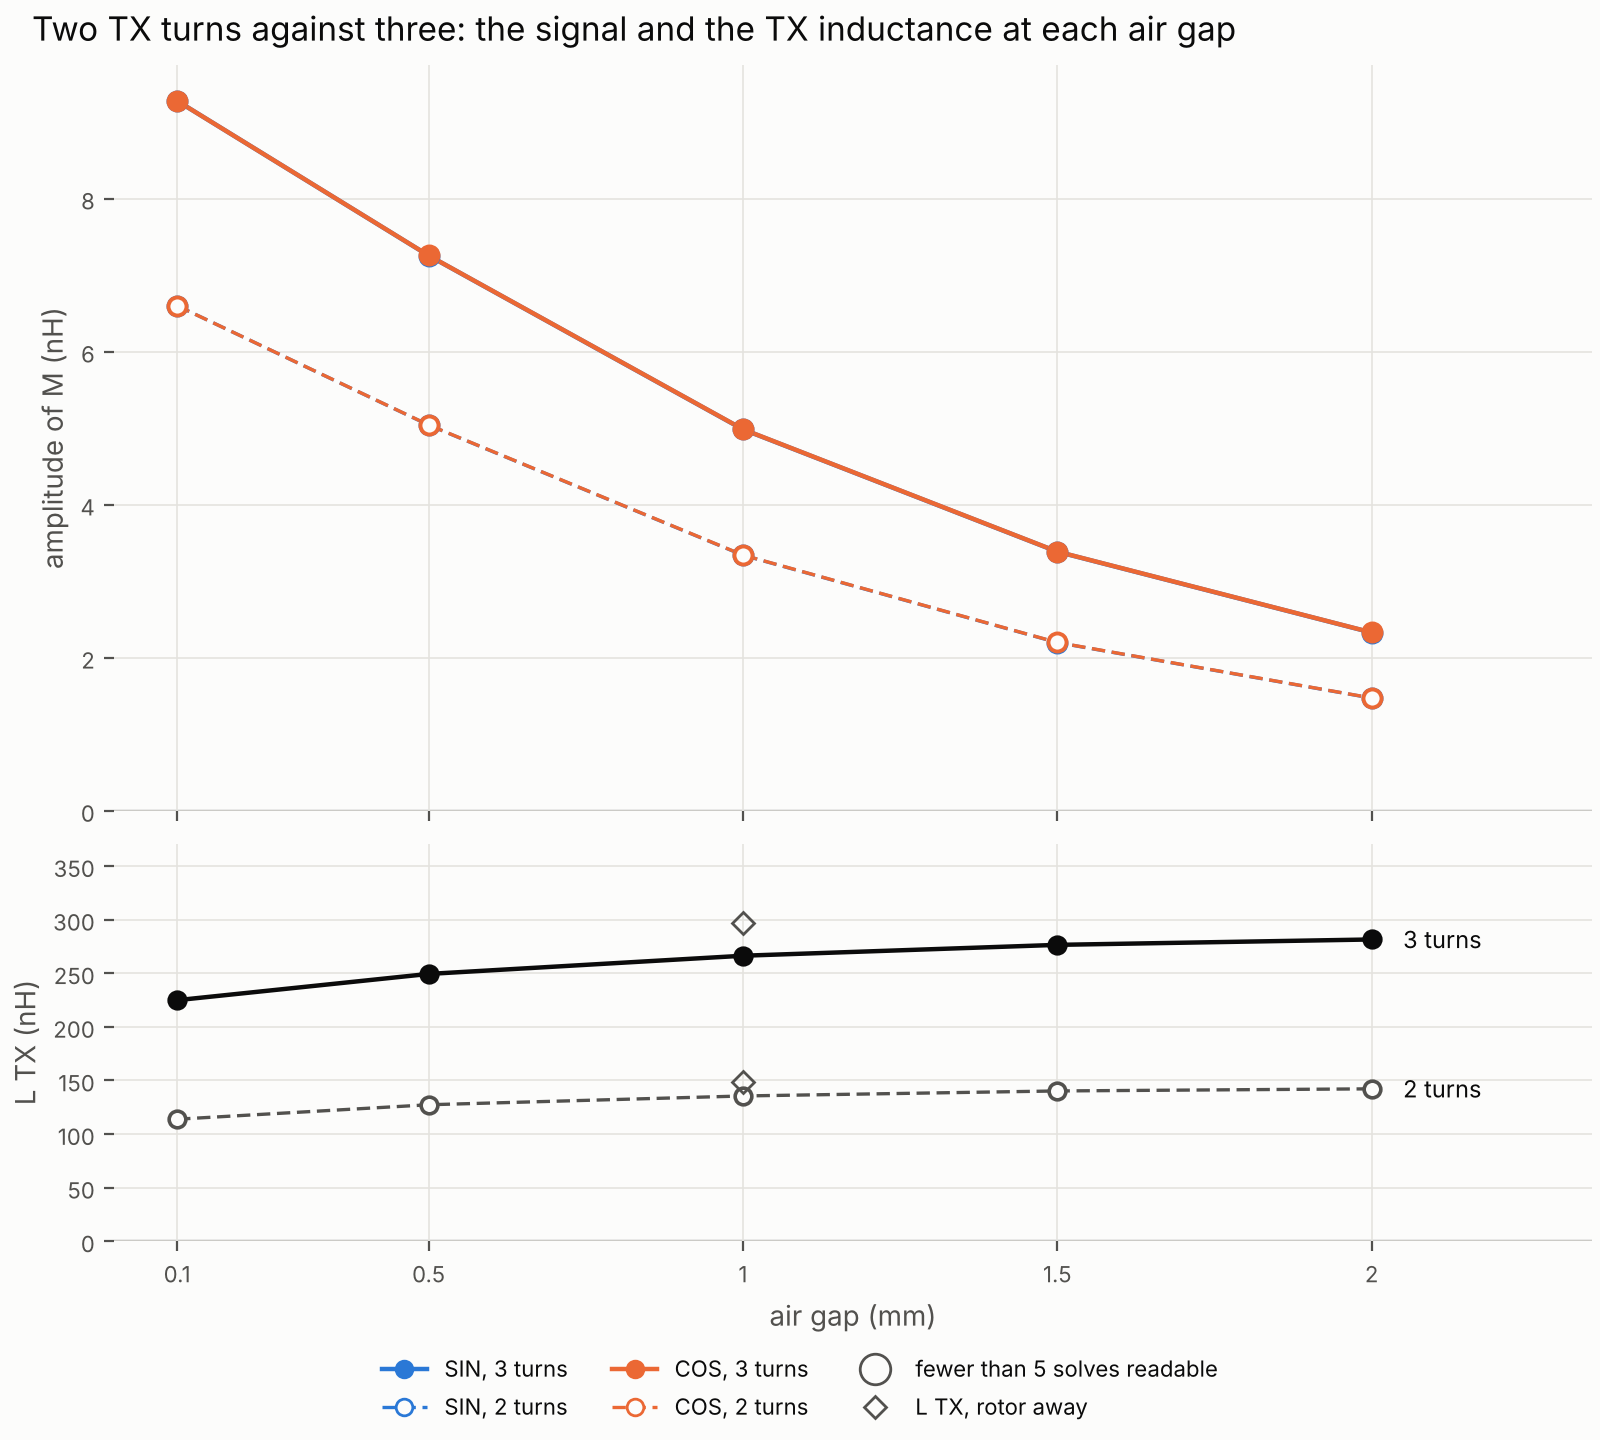 Two TX turns against three: the signal and the TX inductance at each air gap
amplitude of M (nH)
8
6
4
2
0
L TX (nH)
350
300
250
200
150
100
50
0
3 turns
2 turns
0.1 0.5 1 1.5 2
air gap (mm)
SIN, 3 turns COS, 3 turns fewer than 5 solves readable
SIN, 2 turns COS, 2 turns L TX, rotor away